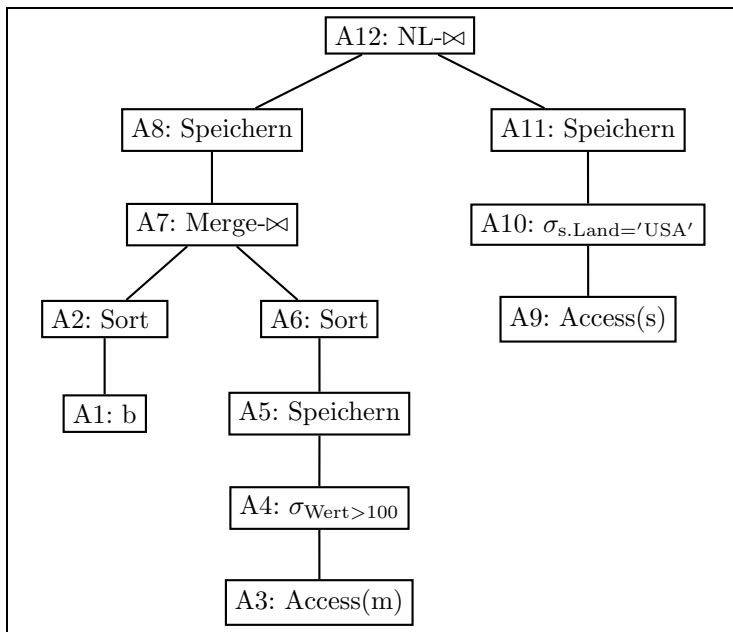 A12: NL-⋈
A8: Speichern
A11: Speichern
A7: Merge-⋈
A10: σs.Land='USA'
A2: Sort
A6: Sort
A9: Access(s)
A1: b
A5: Speichern
A4: σWert>100
A3: Access(m)